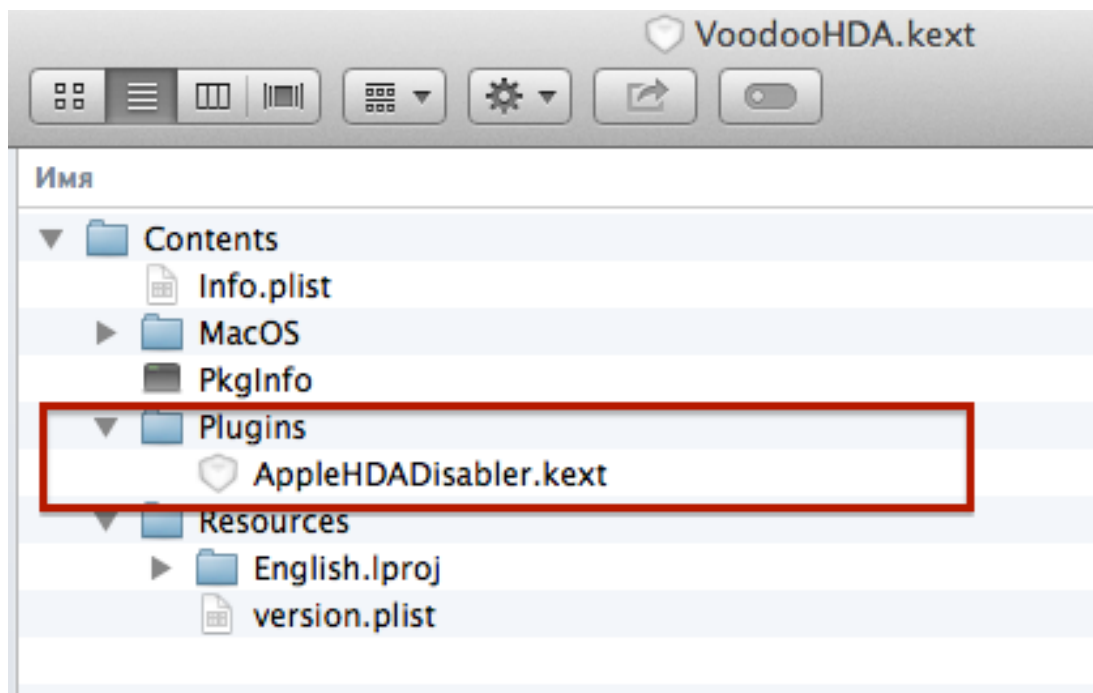 VoodooHDA.kext
Имя
Contents
Info.plist
MacOS
PkgInfo
Plugins
AppleHDADisabler.kext
Resources
English.lproj
version.plist